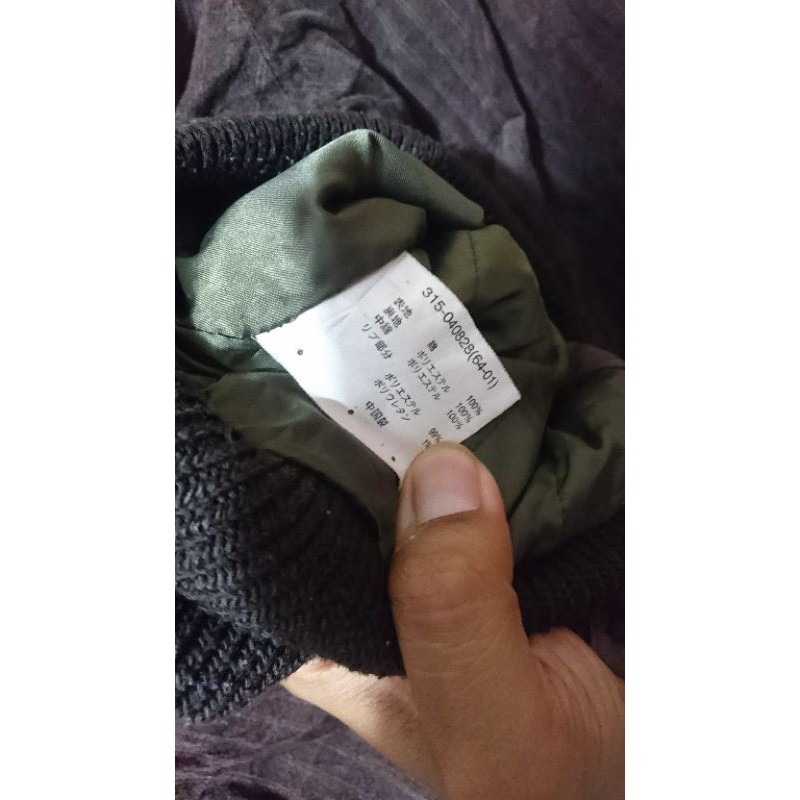 315-040828(64-01)
表地 綿 100%
裏地 ポリエステル 100%
中綿 ポリエステル 100%
リブ部分
ポリエステル 99%
ポリウレタン 1%
中国製